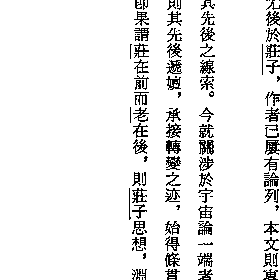 先後於莊子，作者已屢有論列，本文則寬
其先後之線索。今就關涉於宇宙論一端者
則其先後遞嬗，承接轉變之迹，始得條貫
卽果謂莊在前而老在後，則莊子思想，淵